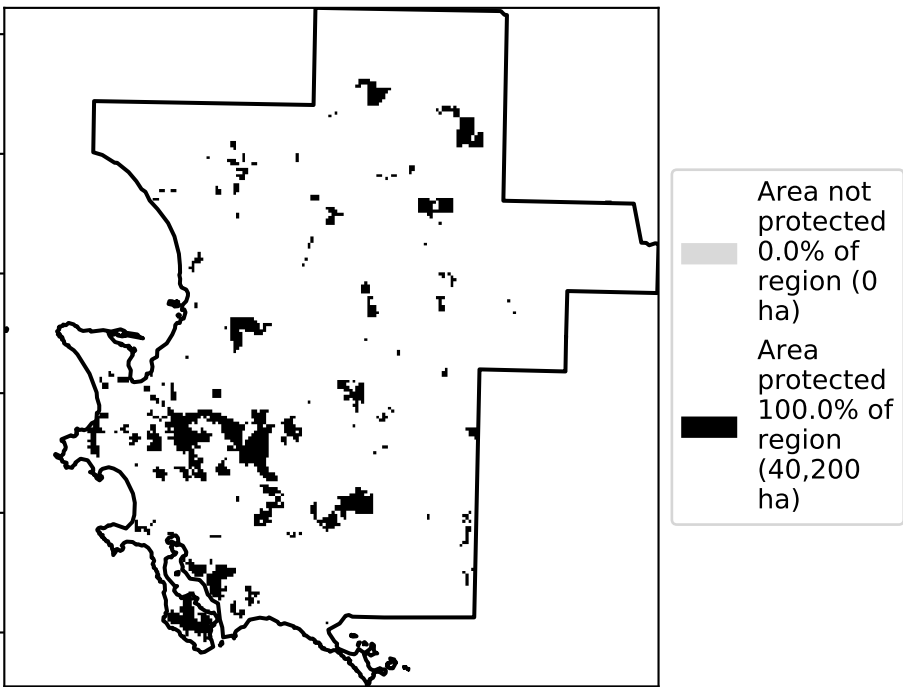 Area not
protected
0.0% of
region (0
ha)
Area
protected
100.0% of
region
(40,200
ha)